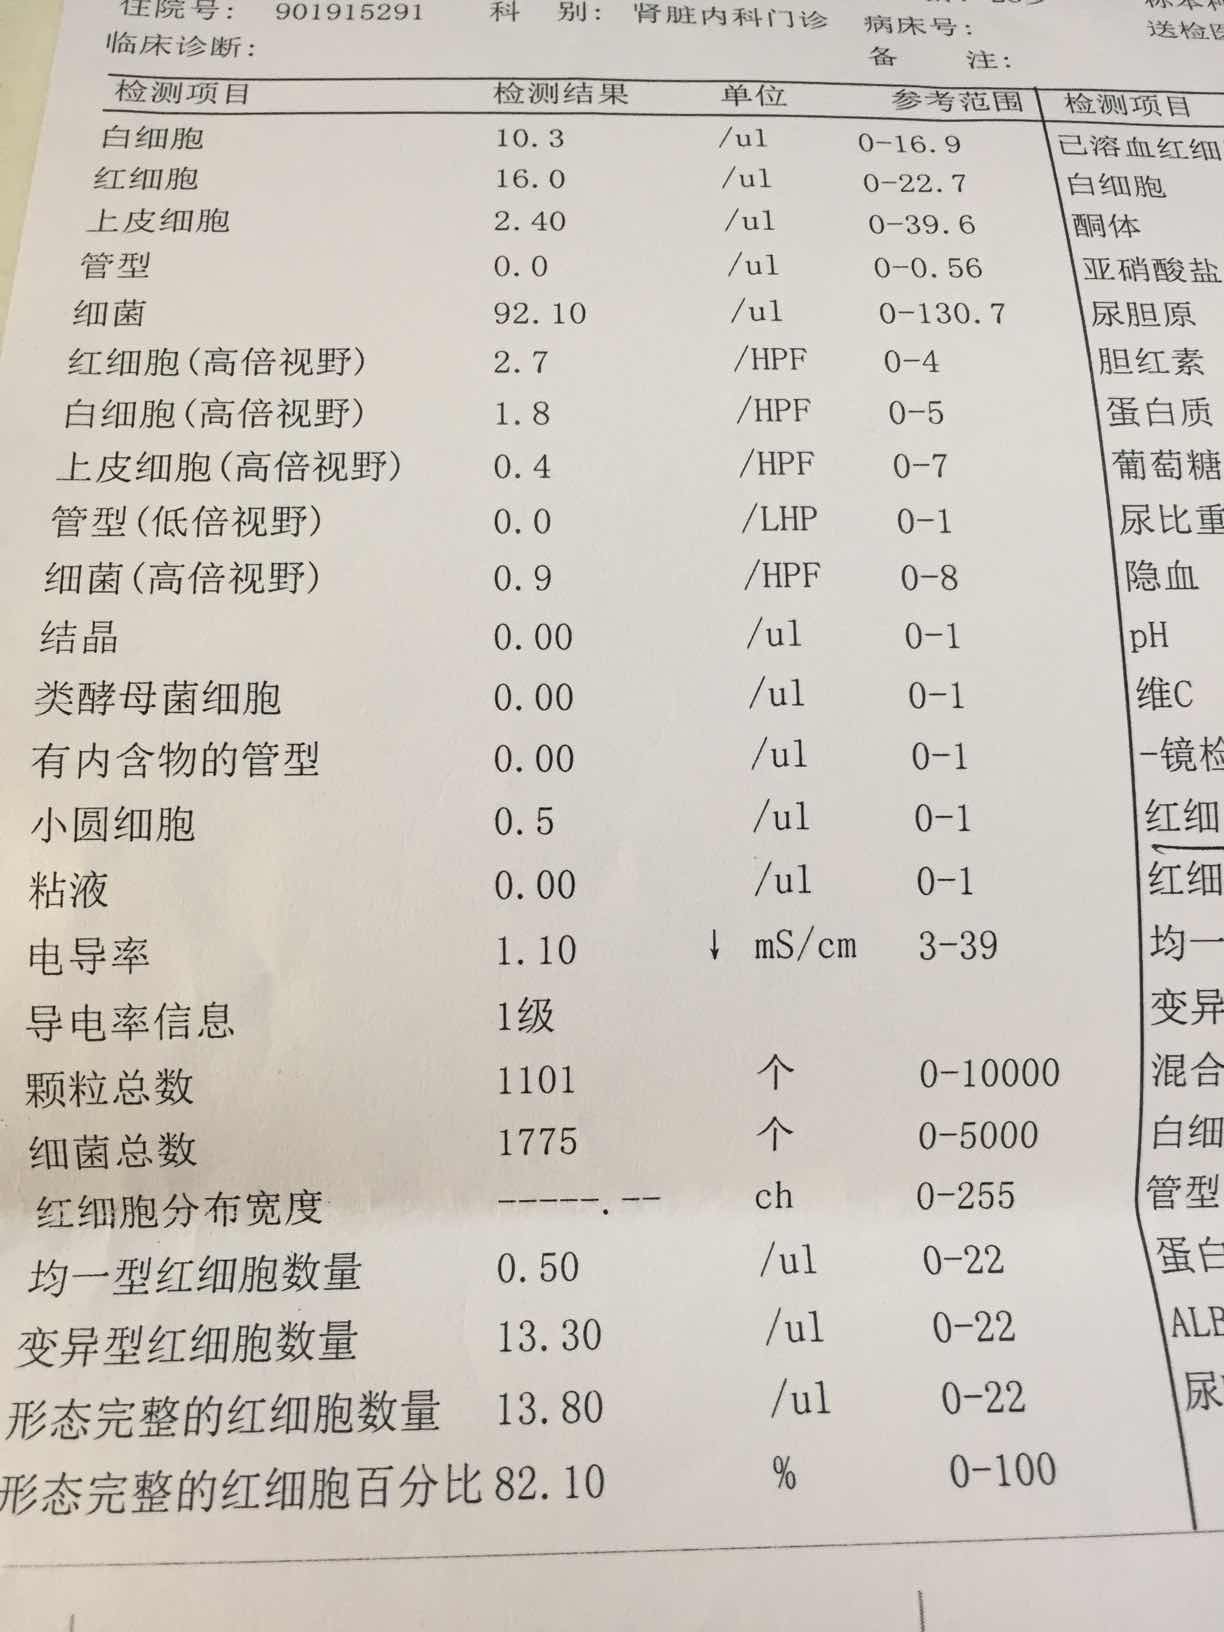 住院号: 901915291 科 别: 肾脏内科门诊 病床号: 送检医
临床诊断: 备 注:
检测项目 检测结果 单位 参考范围 检测项目
白细胞 10.3 /ul 0-16.9 已溶血红细
红细胞 16.0 /ul 0-22.7 白细胞
上皮细胞 2.40 /ul 0-39.6 酮体
管型 0.0 /ul 0-0.56 亚硝酸盐
细菌 92.10 /ul 0-130.7 尿胆原
红细胞(高倍视野) 2.7 /HPF 0-4 胆红素
白细胞(高倍视野) 1.8 /HPF 0-5 蛋白质
上皮细胞(高倍视野) 0.4 /HPF 0-7 葡萄糖
管型(低倍视野) 0.0 /LHP 0-1 尿比重
细菌(高倍视野) 0.9 /HPF 0-8 隐血
结晶 0.00 /ul 0-1 pH
类酵母菌细胞 0.00 /ul 0-1 维C
有内含物的管型 0.00 /ul 0-1 -镜检
小圆细胞 0.5 /ul 0-1 红细
粘液 0.00 /ul 0-1 红细
电导率 1.10 ↓ mS/cm 3-39 均一
导电率信息 1级 变异
颗粒总数 1101 个 0-10000 混合
细菌总数 1775 个 0-5000 白细
红细胞分布宽度 -----.-- ch 0-255 管型
均一型红细胞数量 0.50 /ul 0-22 蛋白
变异型红细胞数量 13.30 /ul 0-22 ALB
形态完整的红细胞数量 13.80 /ul 0-22 尿
形态完整的红细胞百分比 82.10 % 0-100